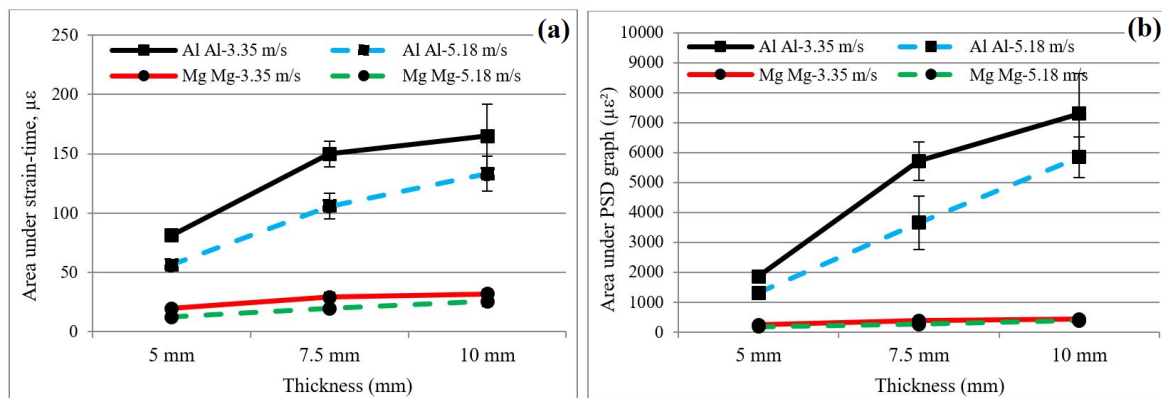 (a)
Al Al-3.35 m/s
Al Al-5.18 m/s
Mg Mg-3.35 m/s
Mg Mg-5.18 m/s
Area under strain-time, με
250
200
150
100
50
0
5 mm
7.5 mm
10 mm
Thickness (mm)
(b)
Al Al-3.35 m/s
Al Al-5.18 m/s
Mg Mg-3.35 m/s
Mg Mg-5.18 m/s
Area under PSD graph (με²)
10000
9000
8000
7000
6000
5000
4000
3000
2000
1000
0
5 mm
7.5 mm
10 mm
Thickness (mm)